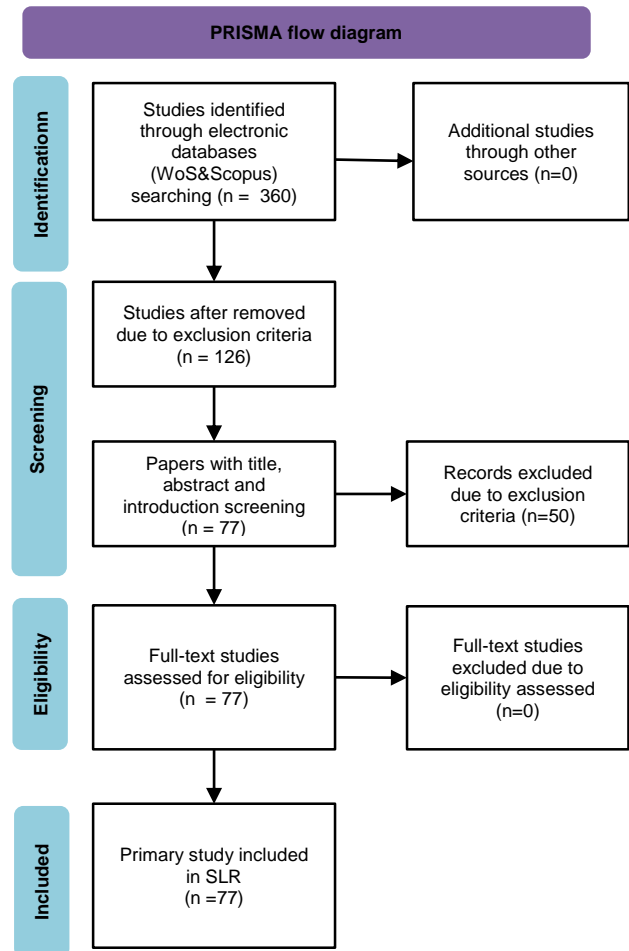 PRISMA flow diagram
Identificationn
Studies identified
through electronic
databases
(WoS&Scopus)
searching (n = 360)
Additional studies
through other
sources (n=0)
Screening
Studies after removed
due to exclusion criteria
(n = 126)
Papers with title,
abstract and
introduction screening
(n = 77)
Records excluded
due to exclusion
criteria (n=50)
Eligibility
Full-text studies
assessed for eligibility
(n = 77)
Full-text studies
excluded due to
eligibility assessed
(n=0)
Included
Primary study included
in SLR
(n =77)